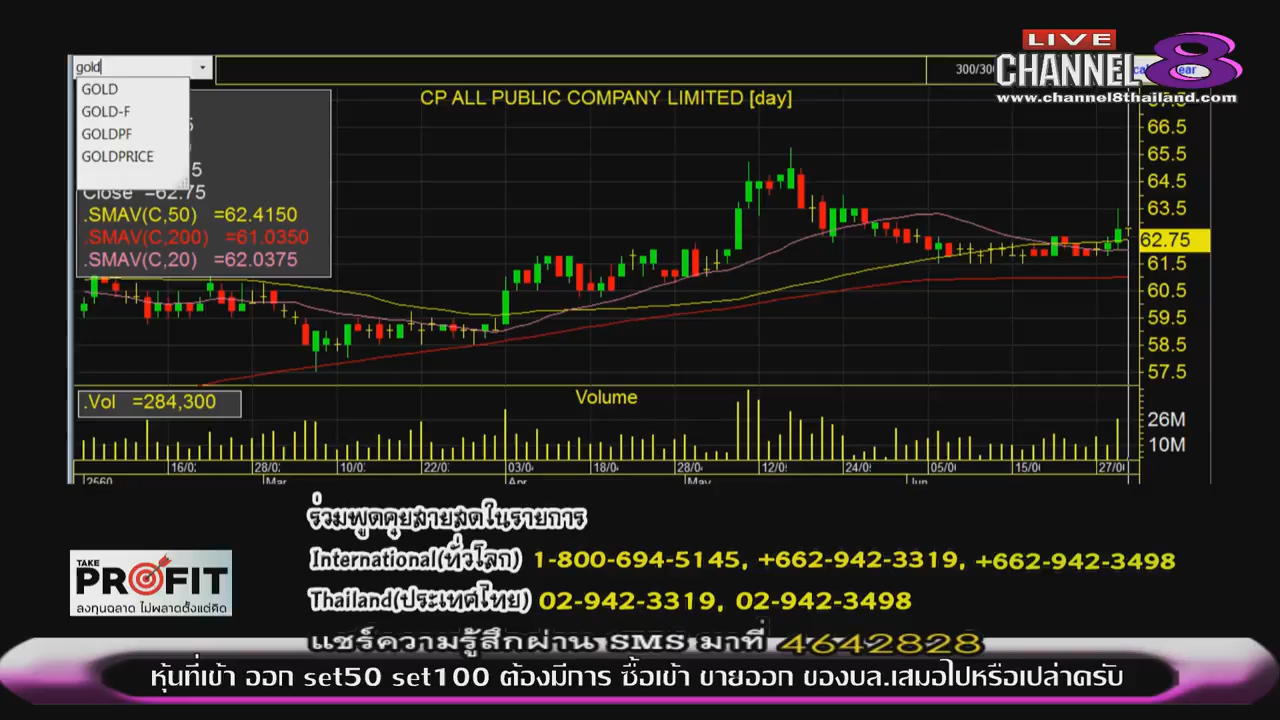 LIVE
CHANNEL 8
www.channel8thailand.com
gold
GOLD
GOLD-F
GOLDPF
GOLDPRICE
300/300
CP ALL PUBLIC COMPANY LIMITED [day]
Close =62.75
.SMAV(C,50) =62.4150
.SMAV(C,200) =61.0350
.SMAV(C,20) =62.0375
66.5
65.5
64.5
63.5
62.75
61.5
60.5
59.5
58.5
57.5
.Vol =284,300
Volume
26M
10M
16/0 28/0 10/0 22/0 03/0 18/0 28/0 12/0 24/0 05/0 15/0 27/0
2560 Mar Apr May Jun
ร่วมพูดคุยสายสดในรายการ
International(ทั่วโลก) 1-800-694-5145, +662-942-3319, +662-942-3498
Thailand(ประเทศไทย) 02-942-3319, 02-942-3498
แชร์ความรู้สึกผ่าน SMS มาที่ 4642828
TAKE
PROFIT
ลงทุนฉลาด ไม่พลาดตั้งแต่คิด
หุ้นที่เข้า ออก set50 set100 ต้องมีการ ซื้อเข้า ขายออก ของบล.เสมอไปหรือเปล่าครับ